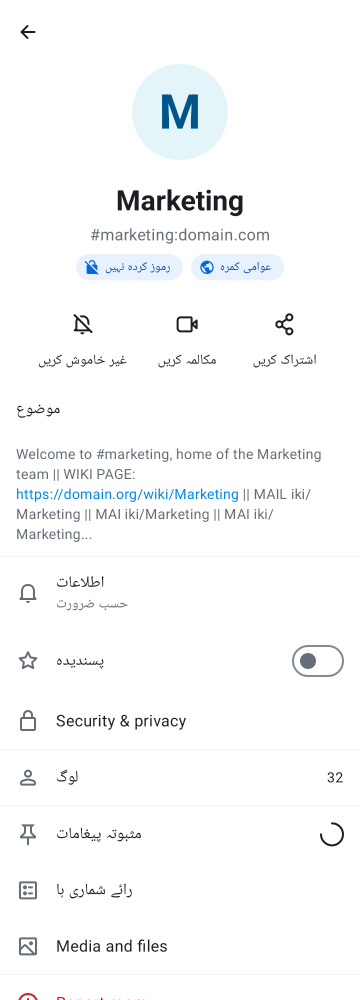 M
Marketing
#marketing:domain.com
رموز کردہ نہیں
عوامی کمرہ
غیر خاموش کریں
مکالمہ کریں
اشتراک کریں
موضوع
Welcome to #marketing, home of the Marketing
team || WIKI PAGE:
https://domain.org/wiki/Marketing || MAIL iki/
Marketing || MAI iki/Marketing || MAI iki/
Marketing...
اطلاعات
حسب ضرورت
پسندیدہ
Security & privacy
لوگ
32
مثبوتہ پیغامات
رائے شماری ہا
Media and files